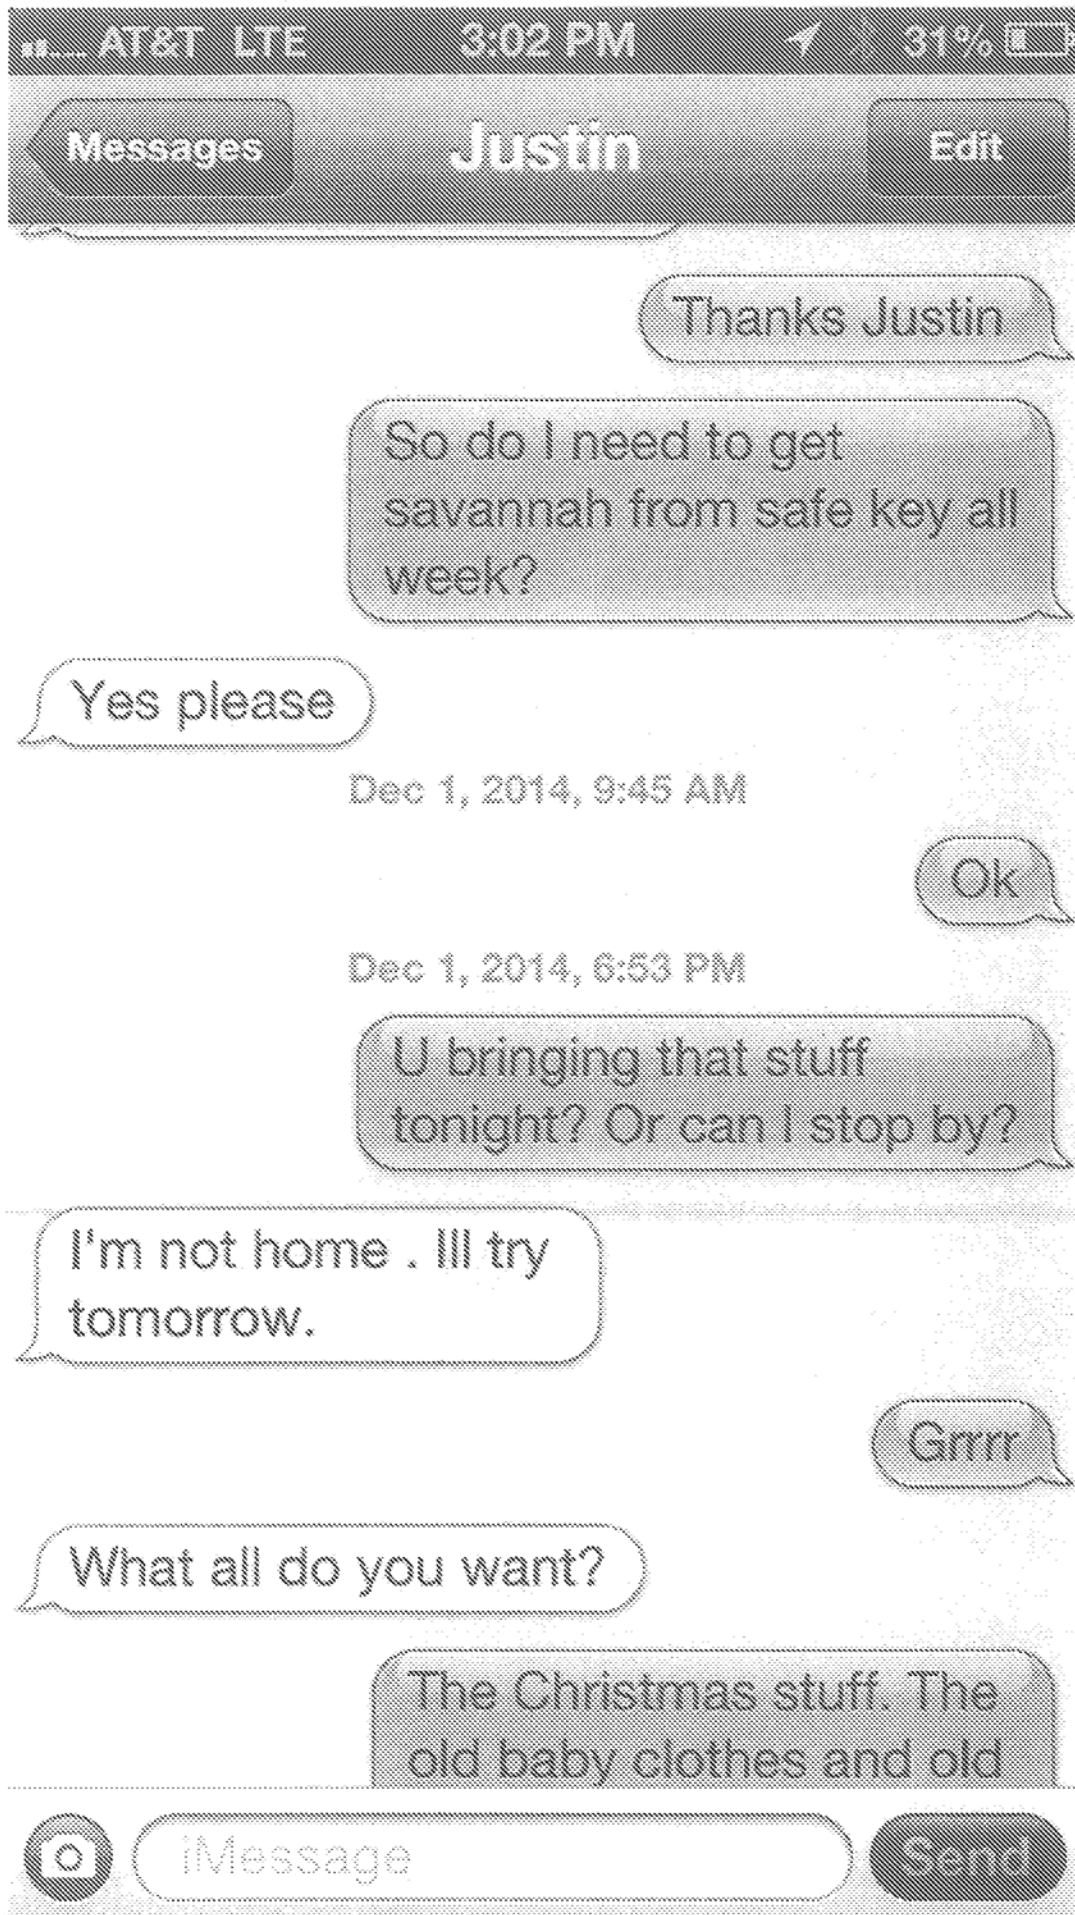 AT&T LTE 3:02 PM 31%
Messages Justin Edit
Thanks Justin
So do I need to get
savannah from safe key all
week?
Yes please
Dec 1, 2014, 9:45 AM
Ok
Dec 1, 2014, 6:53 PM
U bringing that stuff
tonight? Or can I stop by?
I'm not home . Ill try
tomorrow.
Grrrr
What all do you want?
The Christmas stuff. The
old baby clothes and old
iMessage Send